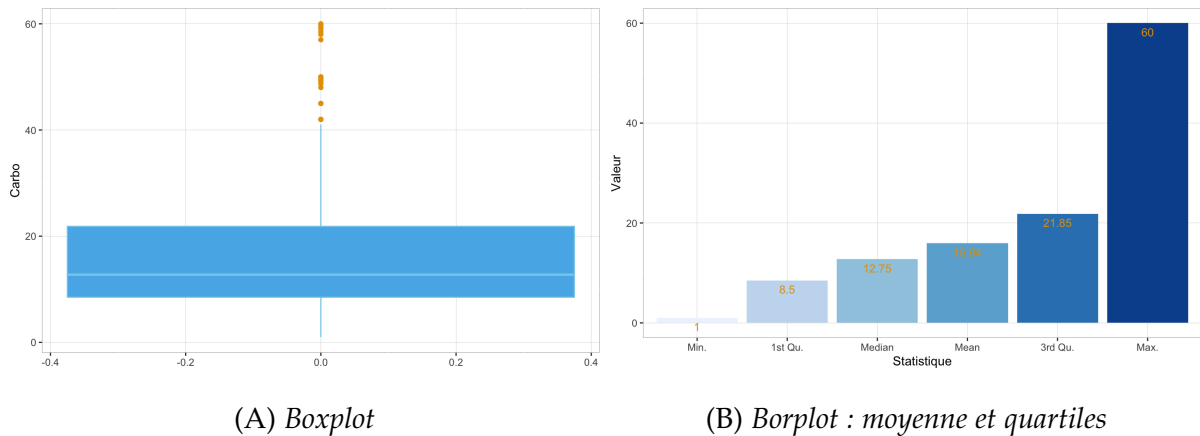 60
40
20
0
Carbo
-0.4
-0.2
0.0
0.2
0.4
(A) Boxplot
60
40
20
0
Valeur
1
8.5
12.75
21.85
60
Min.
1st Qu.
Median
Mean
3rd Qu.
Max.
Statistique
(B) Borplot : moyenne et quartiles